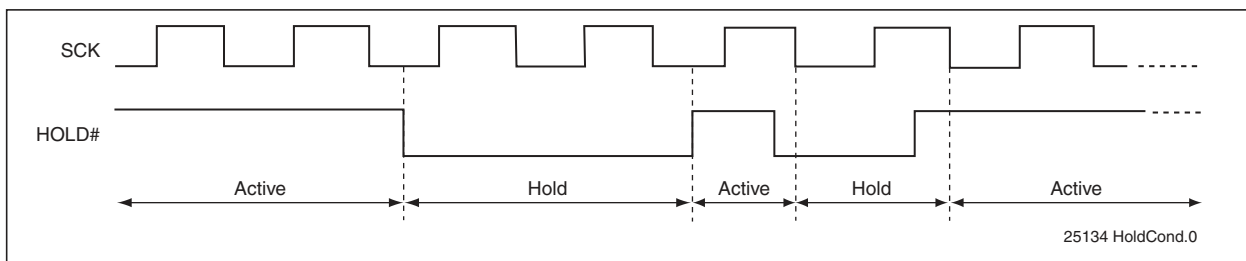 SCK
HOLD#
Active
Hold
Active
Hold
Active
25134 HoldCond.0